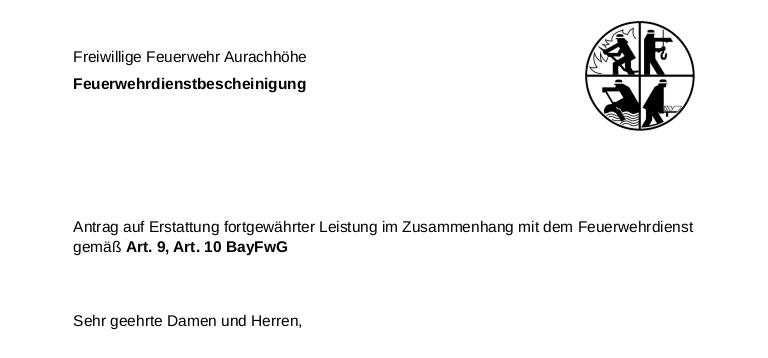 Freiwillige Feuerwehr Aurachhöhe
Feuerwehrdienstbescheinigung
Antrag auf Erstattung fortgewährter Leistung im Zusammenhang mit dem Feuerwehrdienst
gemäß Art. 9, Art. 10 BayFwG
Sehr geehrte Damen und Herren,